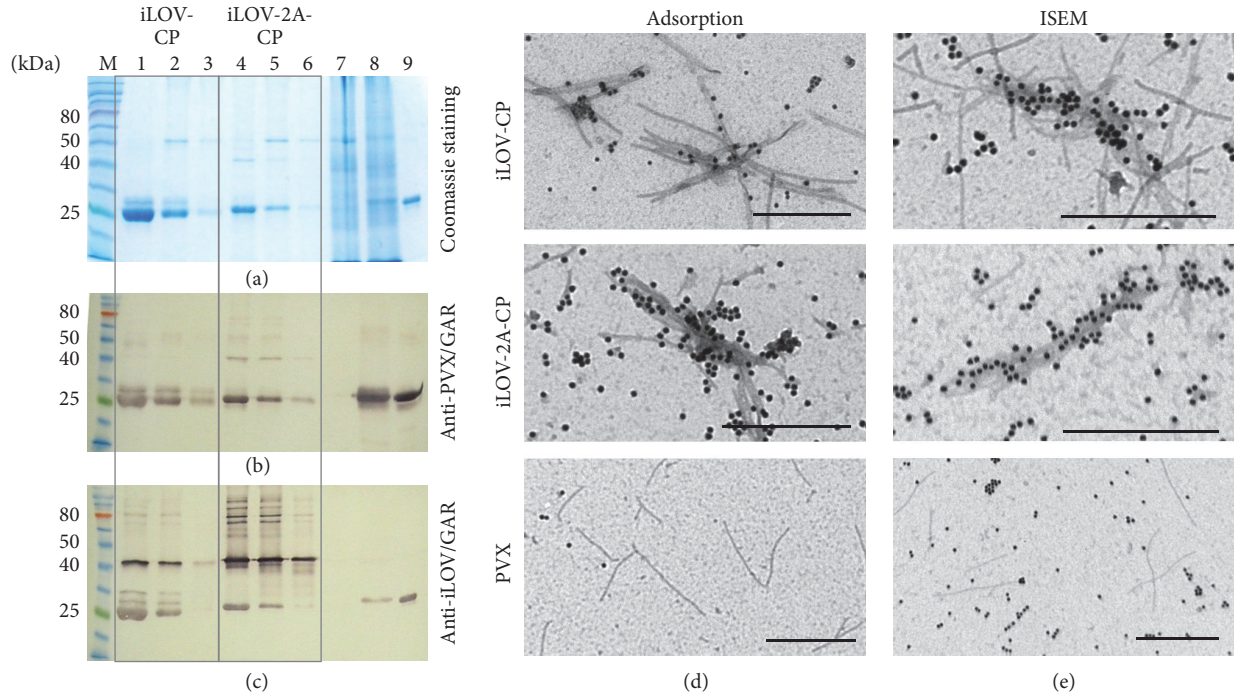 iLOV-
CP
iLOV-2A-
CP
(kDa) M 1 2 3 4 5 6 7 8 9
80
50
40
25
Coomassie staining
(a)
80
50
40
25
Anti-PVX/GAR
(b)
80
50
40
25
Anti-iLOV/GAR
(c)
Adsorption
ISEM
iLOV-CP
iLOV-2A-CP
PVX
(d)
(e)